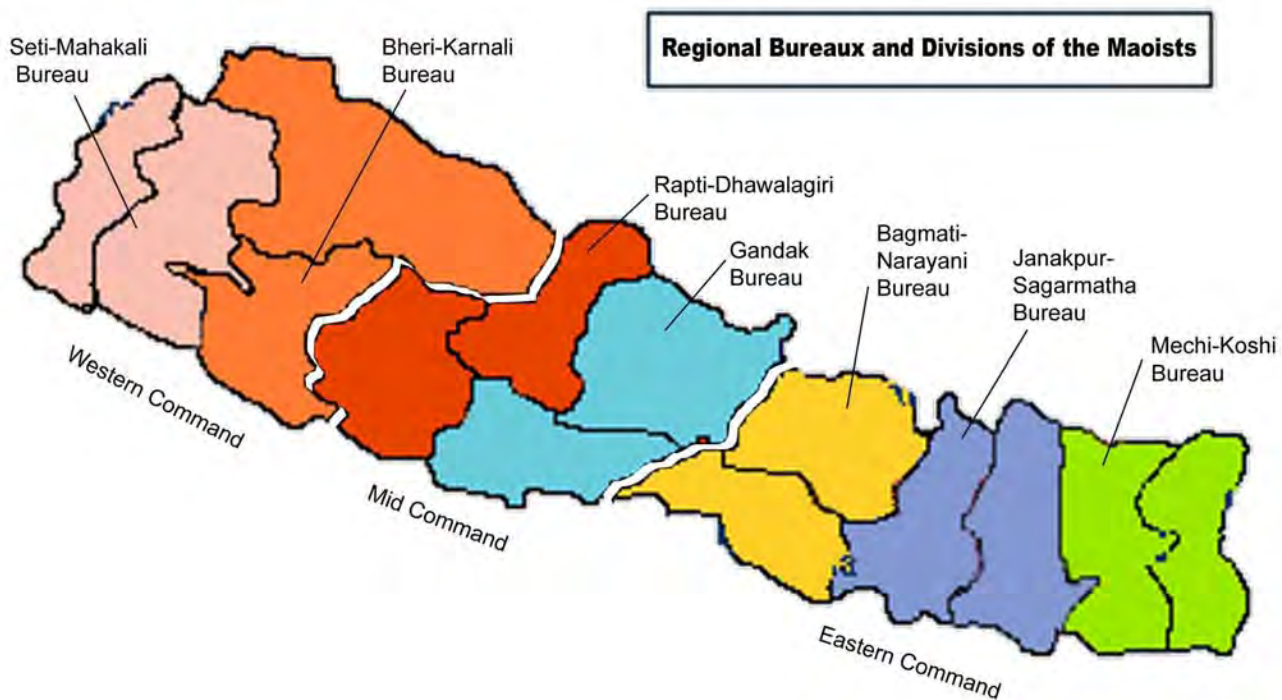 Regional Bureaux and Divisions of the Maoists
Seti-Mahakali
Bureau
Bheri-Karnali
Bureau
Rapti-Dhawalagiri
Bureau
Gandak
Bureau
Bagmati-
Narayani
Bureau
Janakpur-
Sagarmatha
Bureau
Mechi-Koshi
Bureau
Western Command
Mid Command
Eastern Command